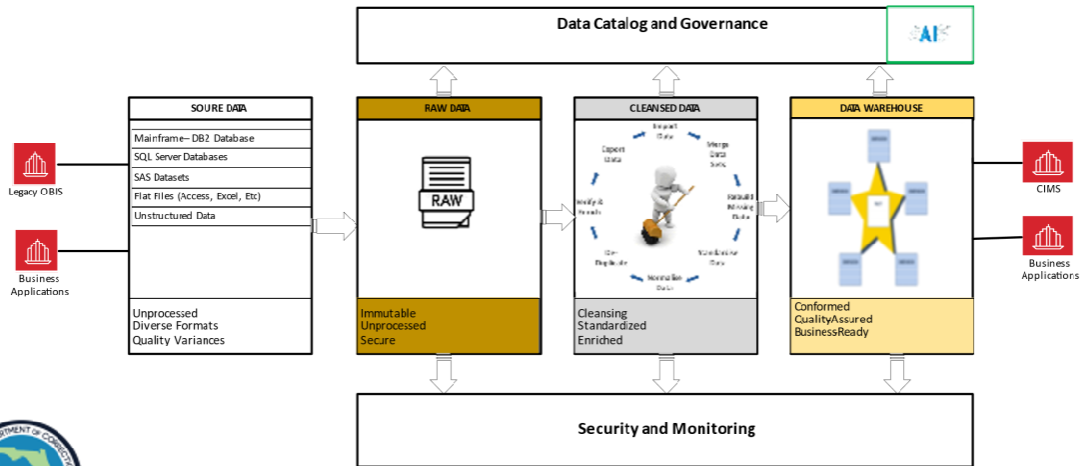 Data Catalog and Governance
AI
SOURE DATA
Mainframe– DB2 Database
SQL Server Databases
SAS Datasets
Flat Files (Access, Excel, Etc)
Unstructured Data
Unprocessed
Diverse Formats
Quality Variances
Legacy OBIS
Business
Applications
RAW DATA
RAW
Immutable
Unprocessed
Secure
CLEANSED DATA
Import
Data
Merge
Data
Sets
Rebuild
Missing
Data
Standardise
Data
Normalise
Data
De-
Duplicate
Verify &
Enrich
Export
Data
Cleansing
Standardized
Enriched
DATA WAREHOUSE
Conformed
QualityAssured
BusinessReady
CIMS
Business
Applications
Security and Monitoring